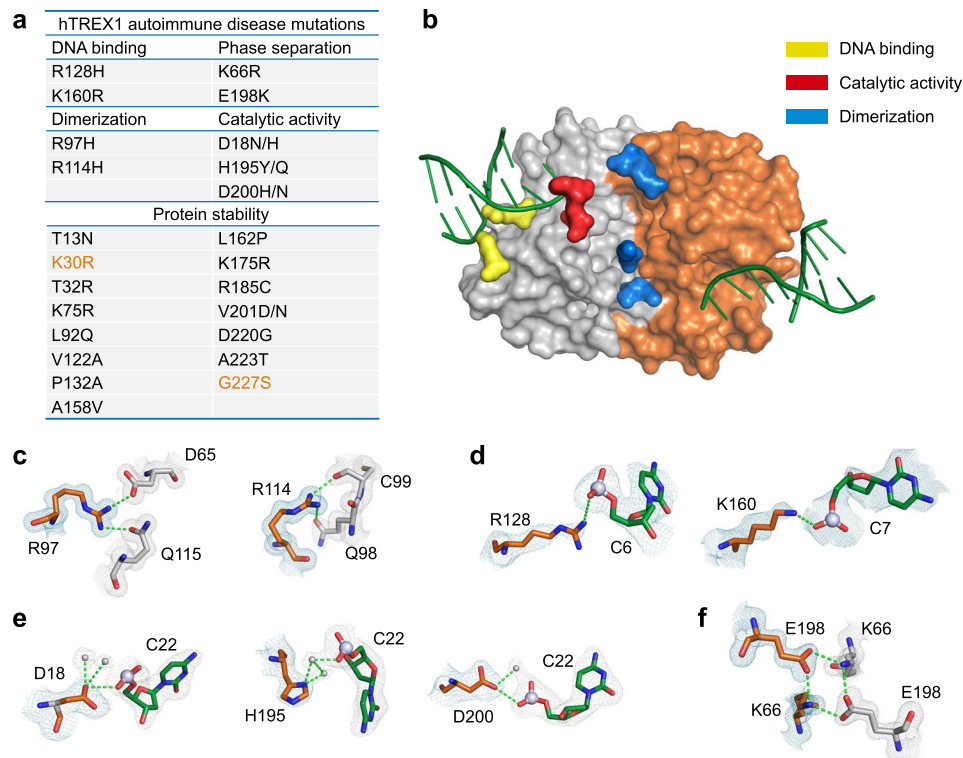 a
hTREX1 autoimmune disease mutations
DNA binding Phase separation
R128H K66R
K160R E198K
Dimerization Catalytic activity
R97H D18N/H
R114H H195Y/Q
D200H/N
Protein stability
T13N L162P
K30R K175R
T32R R185C
K75R V201D/N
L92Q D220G
V122A A223T
P132A G227S
A158V
b
DNA binding
Catalytic activity
Dimerization
c
D65
R97
Q115
R114
C99
Q98
d
R128
C6
K160
C7
e
D18
C22
H195
C22
D200
C22
f
E198
K66
K66
E198